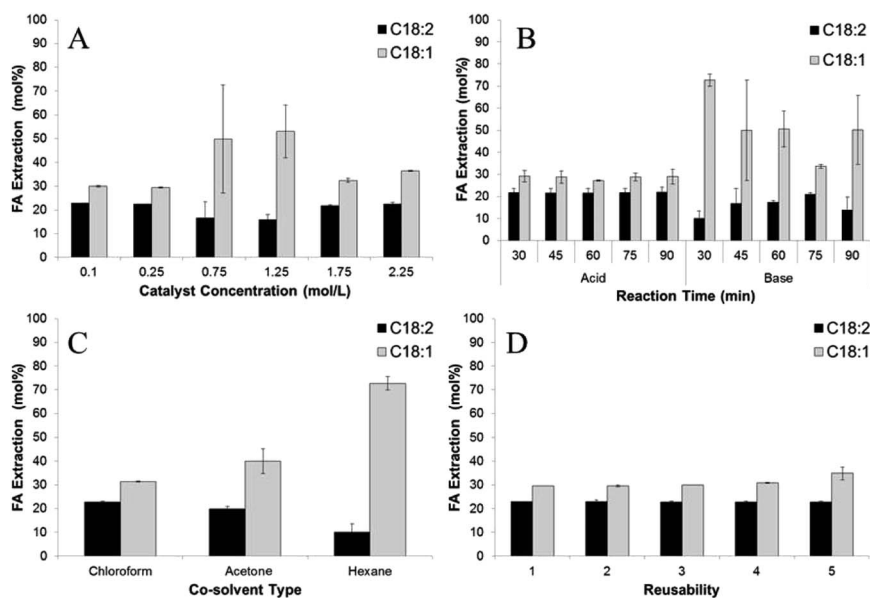 A
C18:2
C18:1
FA Extraction (mol%)
100
90
80
70
60
50
40
30
20
10
0
0.1 0.25 0.75 1.25 1.75 2.25
Catalyst Concentration (mol/L)
B
C18:2
C18:1
FA Extraction (mol%)
100
90
80
70
60
50
40
30
20
10
0
30 45 60 75 90 30 45 60 75 90
Acid Base
Reaction Time (min)
C
C18:2
C18:1
FA Extraction (mol%)
100
90
80
70
60
50
40
30
20
10
0
Chloroform Acetone Hexane
Co-solvent Type
D
C18:2
C18:1
FA Extraction (mol%)
100
90
80
70
60
50
40
30
20
10
0
1 2 3 4 5
Reusability